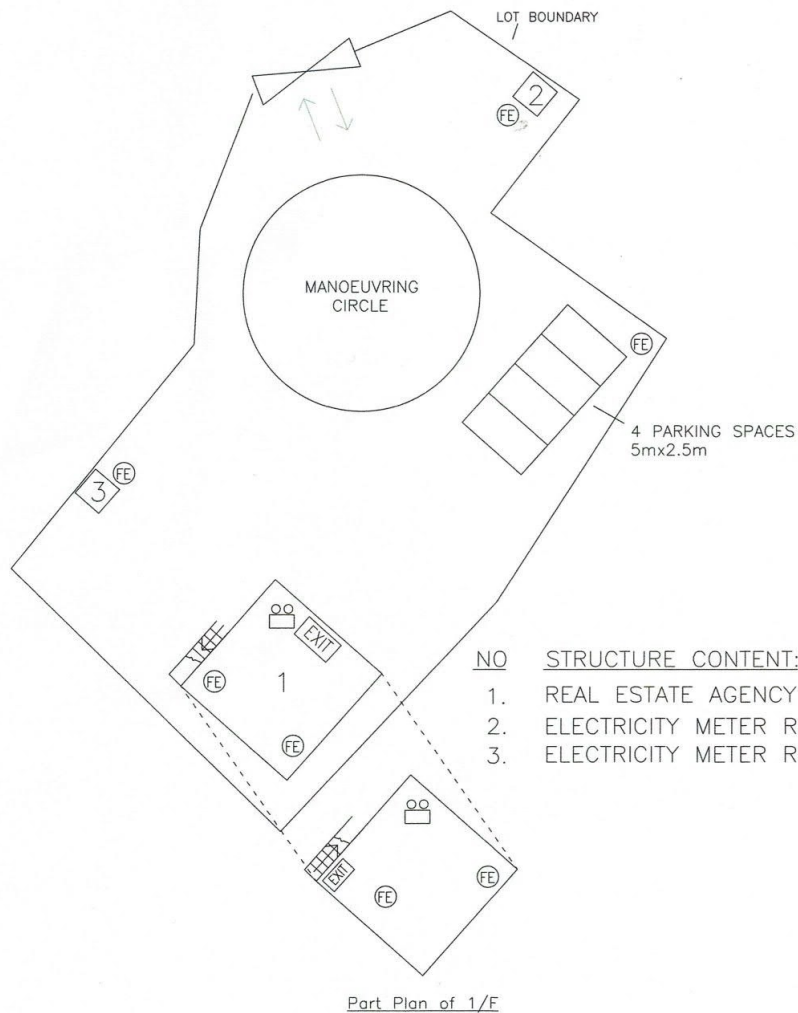 LOT BOUNDARY
2
FE
MANOEUVRING
CIRCLE
FE
4 PARKING SPACES
5mx2.5m
FE
3
EXIT
FE
1
FE
NO STRUCTURE CONTENT:
1. REAL ESTATE AGENCY
2. ELECTRICITY METER R
3. ELECTRICITY METER R
EXIT
FE
FE
Part Plan of 1/F